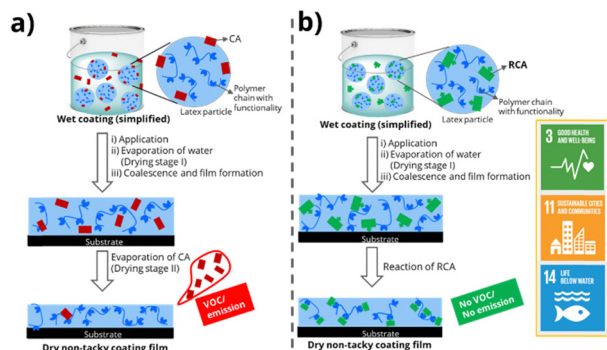 a)
CA
Polymer
chain with
functionality
Latex particle
Wet coating (simplified)
i) Application
ii) Evaporation of water
(Drying stage I)
iii) Coalescence and film formation
Substrate
Evaporation of CA
(Drying stage II)
VOC/
emission
Substrate
Dry non-tacky coating film
b)
RCA
Polymer chain
with functionality
Latex particle
Wet coating (simplified)
i) Application
ii) Evaporation of water
(Drying stage I)
iii) Coalescence and film formation
Substrate
Reaction of RCA
No VOC/
No emission
Substrate
Dry non-tacky coating film
3 GOOD HEALTH
AND WELL-BEING
11 SUSTAINABLE CITIES
AND COMMUNITIES
14 LIFE
BELOW WATER